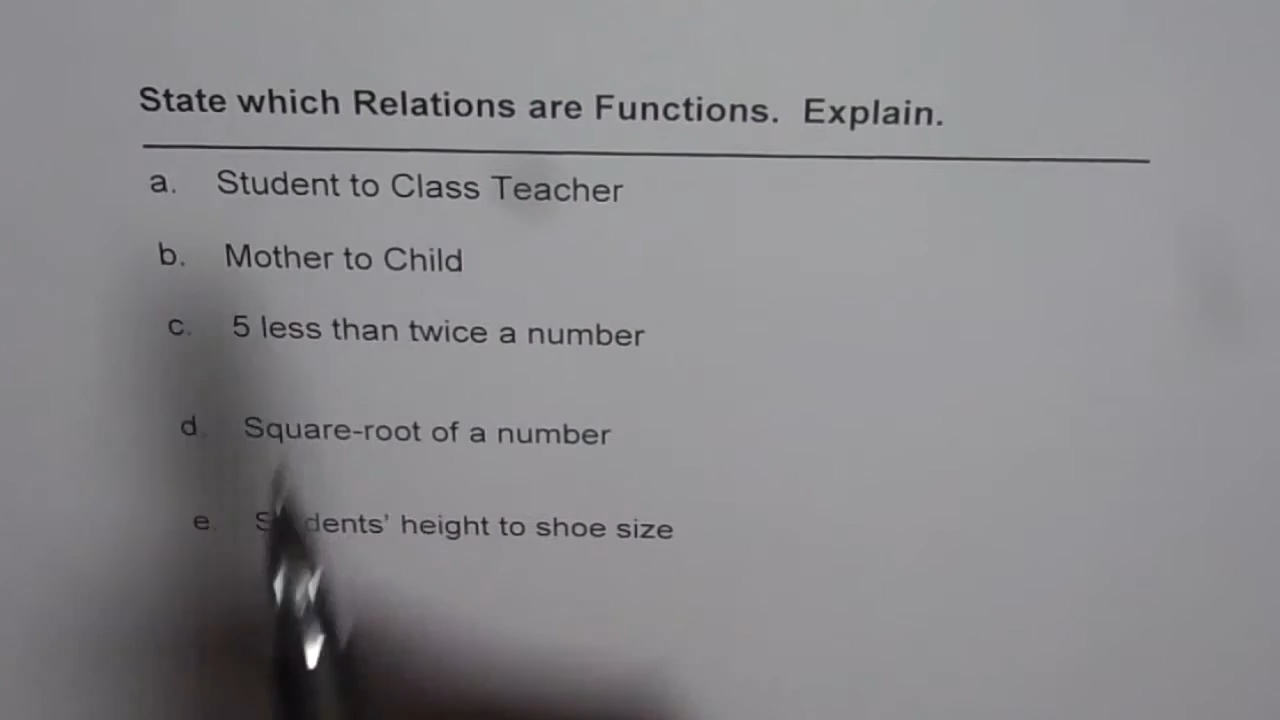 State which Relations are Functions. Explain.
a. Student to Class Teacher
b. Mother to Child
c. 5 less than twice a number
d. Square-root of a number
e. height to shoe size